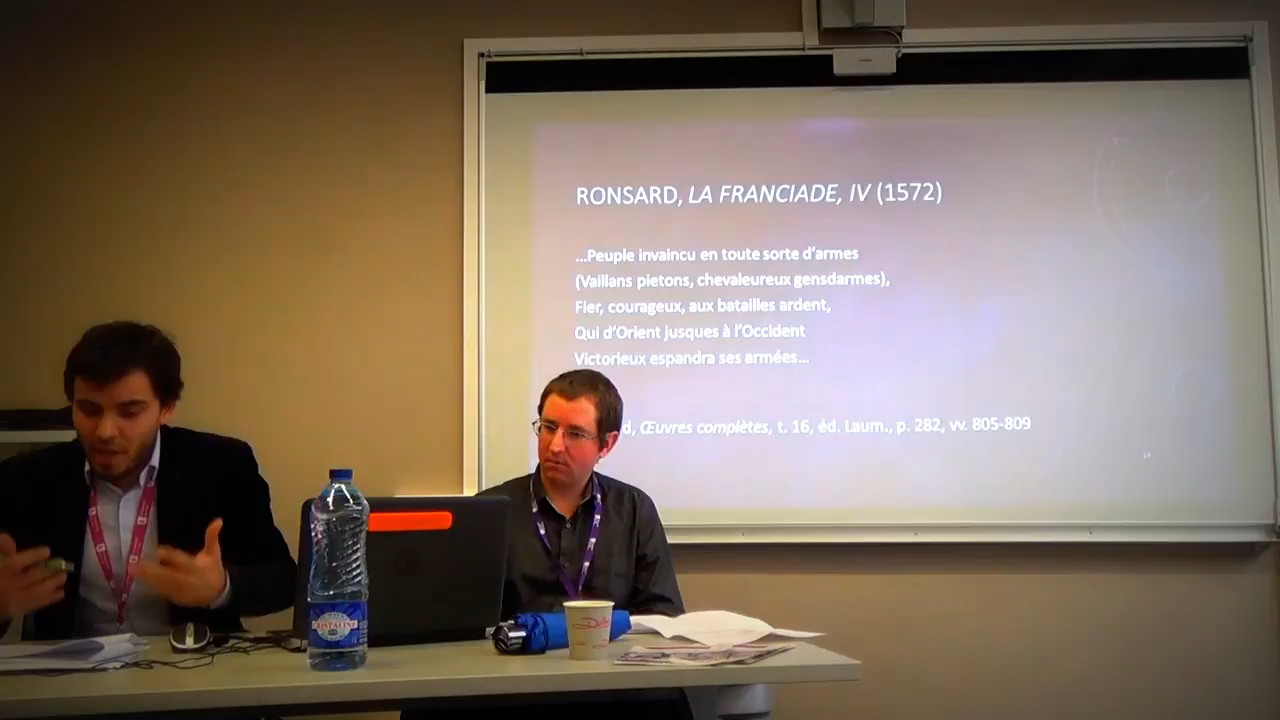 RONSARD, LA FRANCIADE, IV (1572)
...Peuple invaincu en toute sorte d'armes
(Vaillans pietons, chevaleureux gensdarmes),
Fier, courageux, aux batailles ardent,
Qui d'Orient jusques à l'Occident
Victorieux espandra ses armées...
d, Œuvres complètes, t. 16, éd. Laum., p. 282, vv. 805-809
CRISTALINE